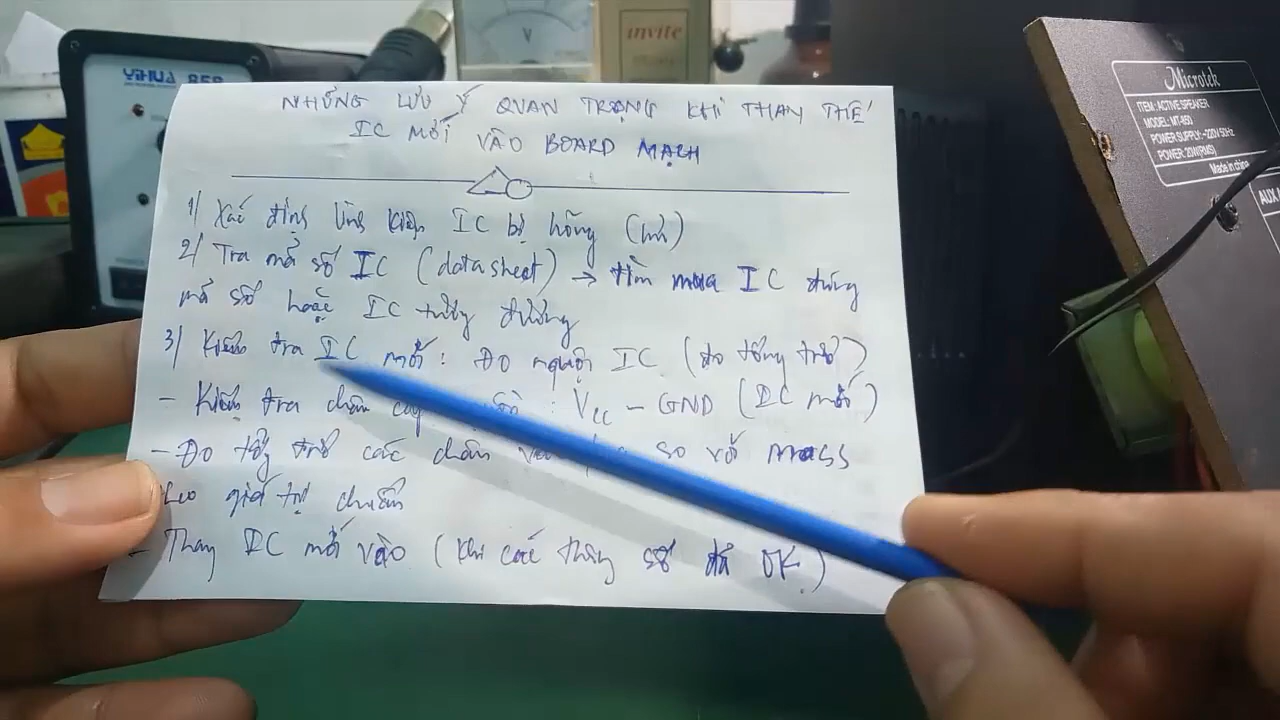 YIHUA 858
V
invite
Microtek
ITEM: ACTIVE SPEAKER
MODEL: MT-850
POWER SUPPLY: ~220V 50Hz
POWER: 20W(RMS)
Made in china
AUX
NHỮNG LƯU Ý QUAN TRỌNG KHI THAY THẾ
IC MỚI VÀO BOARD MẠCH
1) Xác định linh kiện IC bị hỏng (hư)
2) Tra mã số IC (datasheet) → tìm mua IC đúng
mã số hoặc IC tương đương
3) Kiểm tra IC mới: Đo nguội IC (đo tổng trở)
- Kiểm tra chân : Vcc - GND (IC mới)
- Đo tổng trở các chân so với mass
giá trị chuẩn
- Thay IC mới vào (khi các thông số đã OK.)